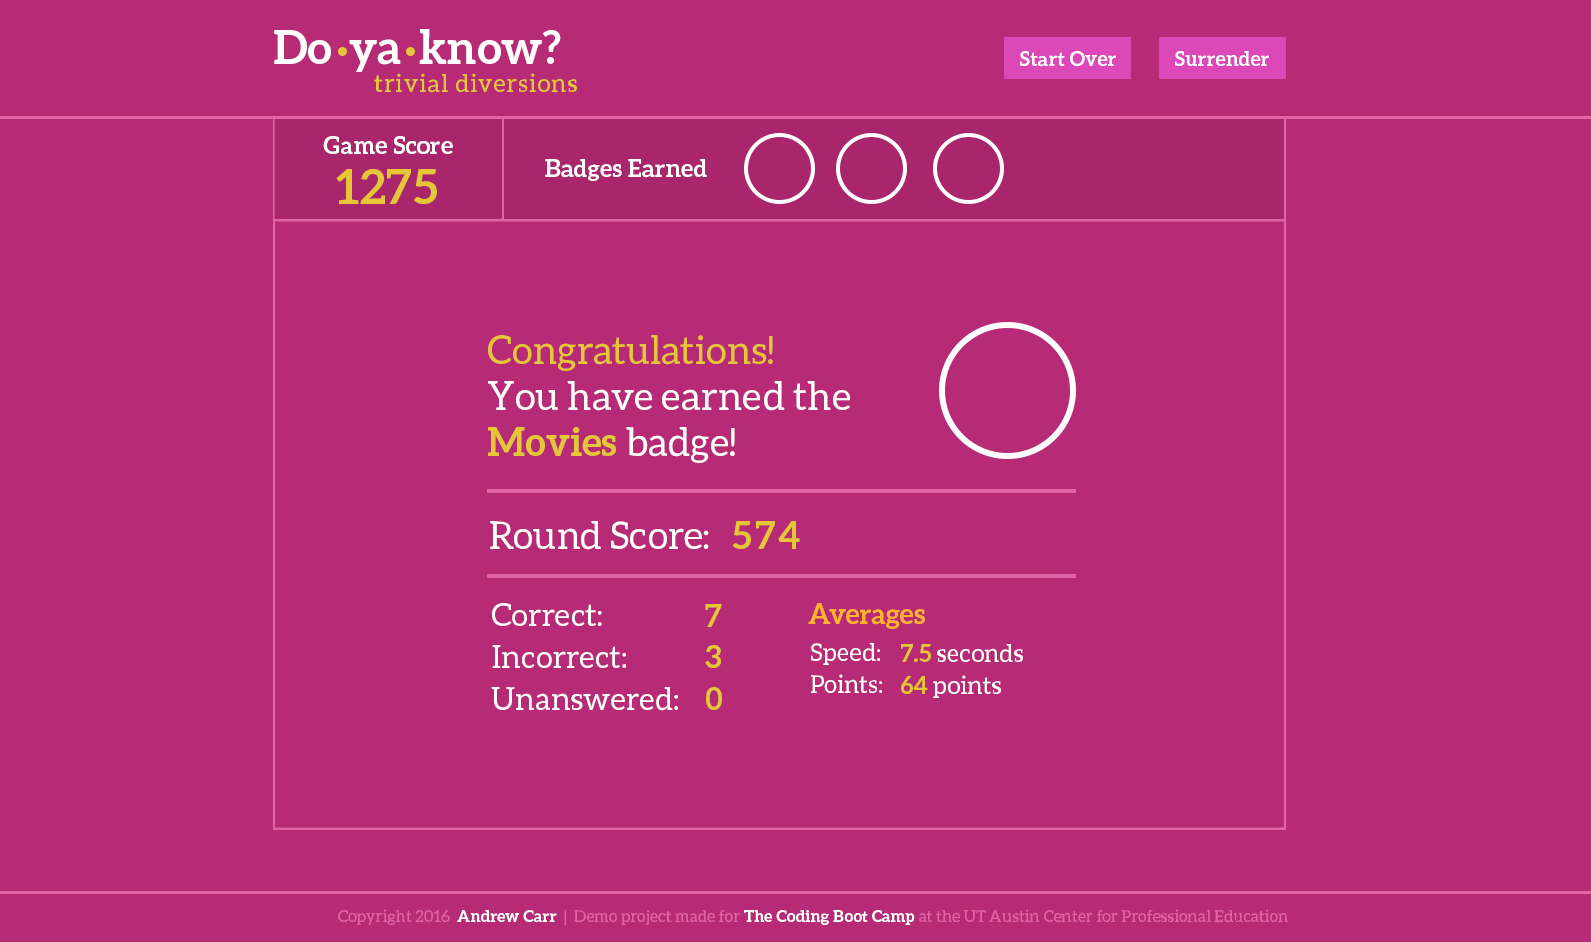 Do•ya•know?
trivial diversions
Start Over
Surrender
Game Score
1275
Badges Earned
Congratulations!
You have earned the
Movies badge!
Round Score: 574
Correct: 7
Incorrect: 3
Unanswered: 0
Averages
Speed: 7.5 seconds
Points: 64 points
Copyright 2016 Andrew Carr | Demo project made for The Coding Boot Camp at the UT Austin Center for Professional Education